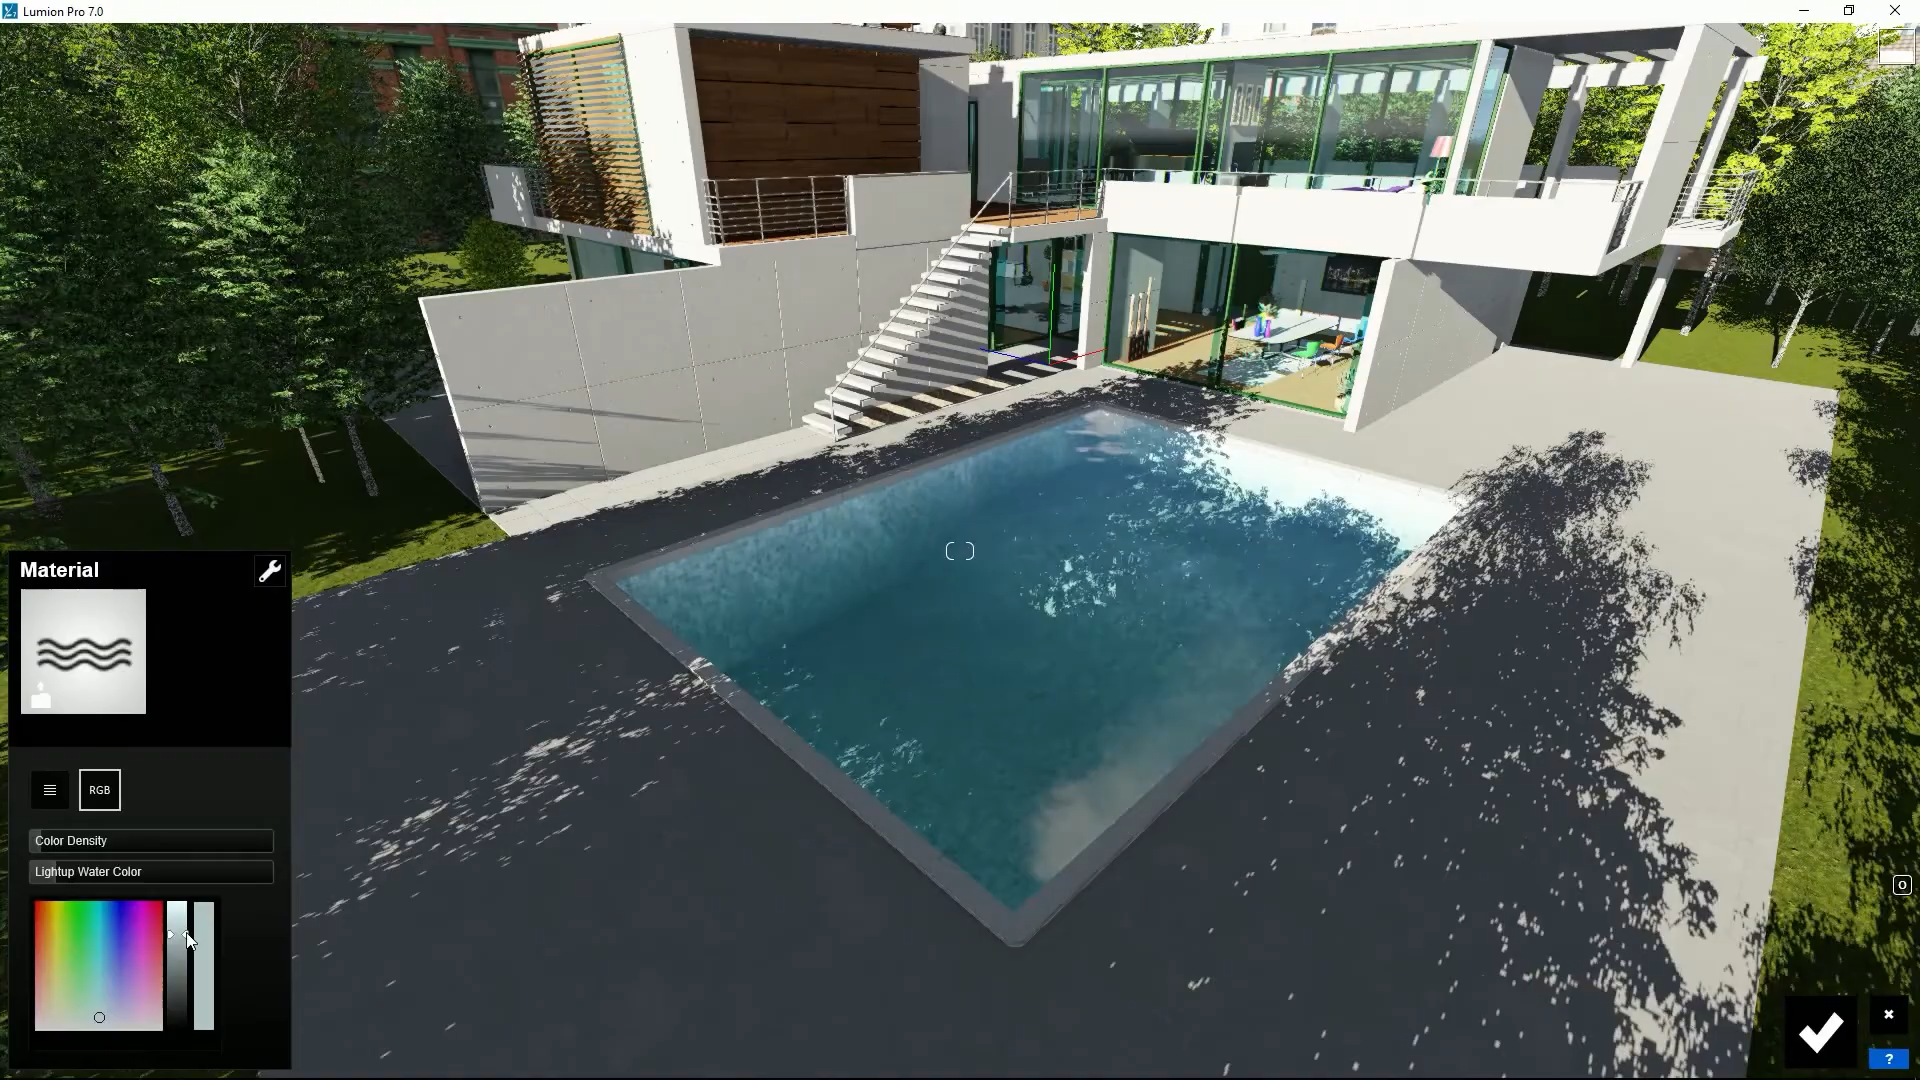 Lumion Pro 7.0
Material
RGB
Color Density
Lightup Water Color
O
?